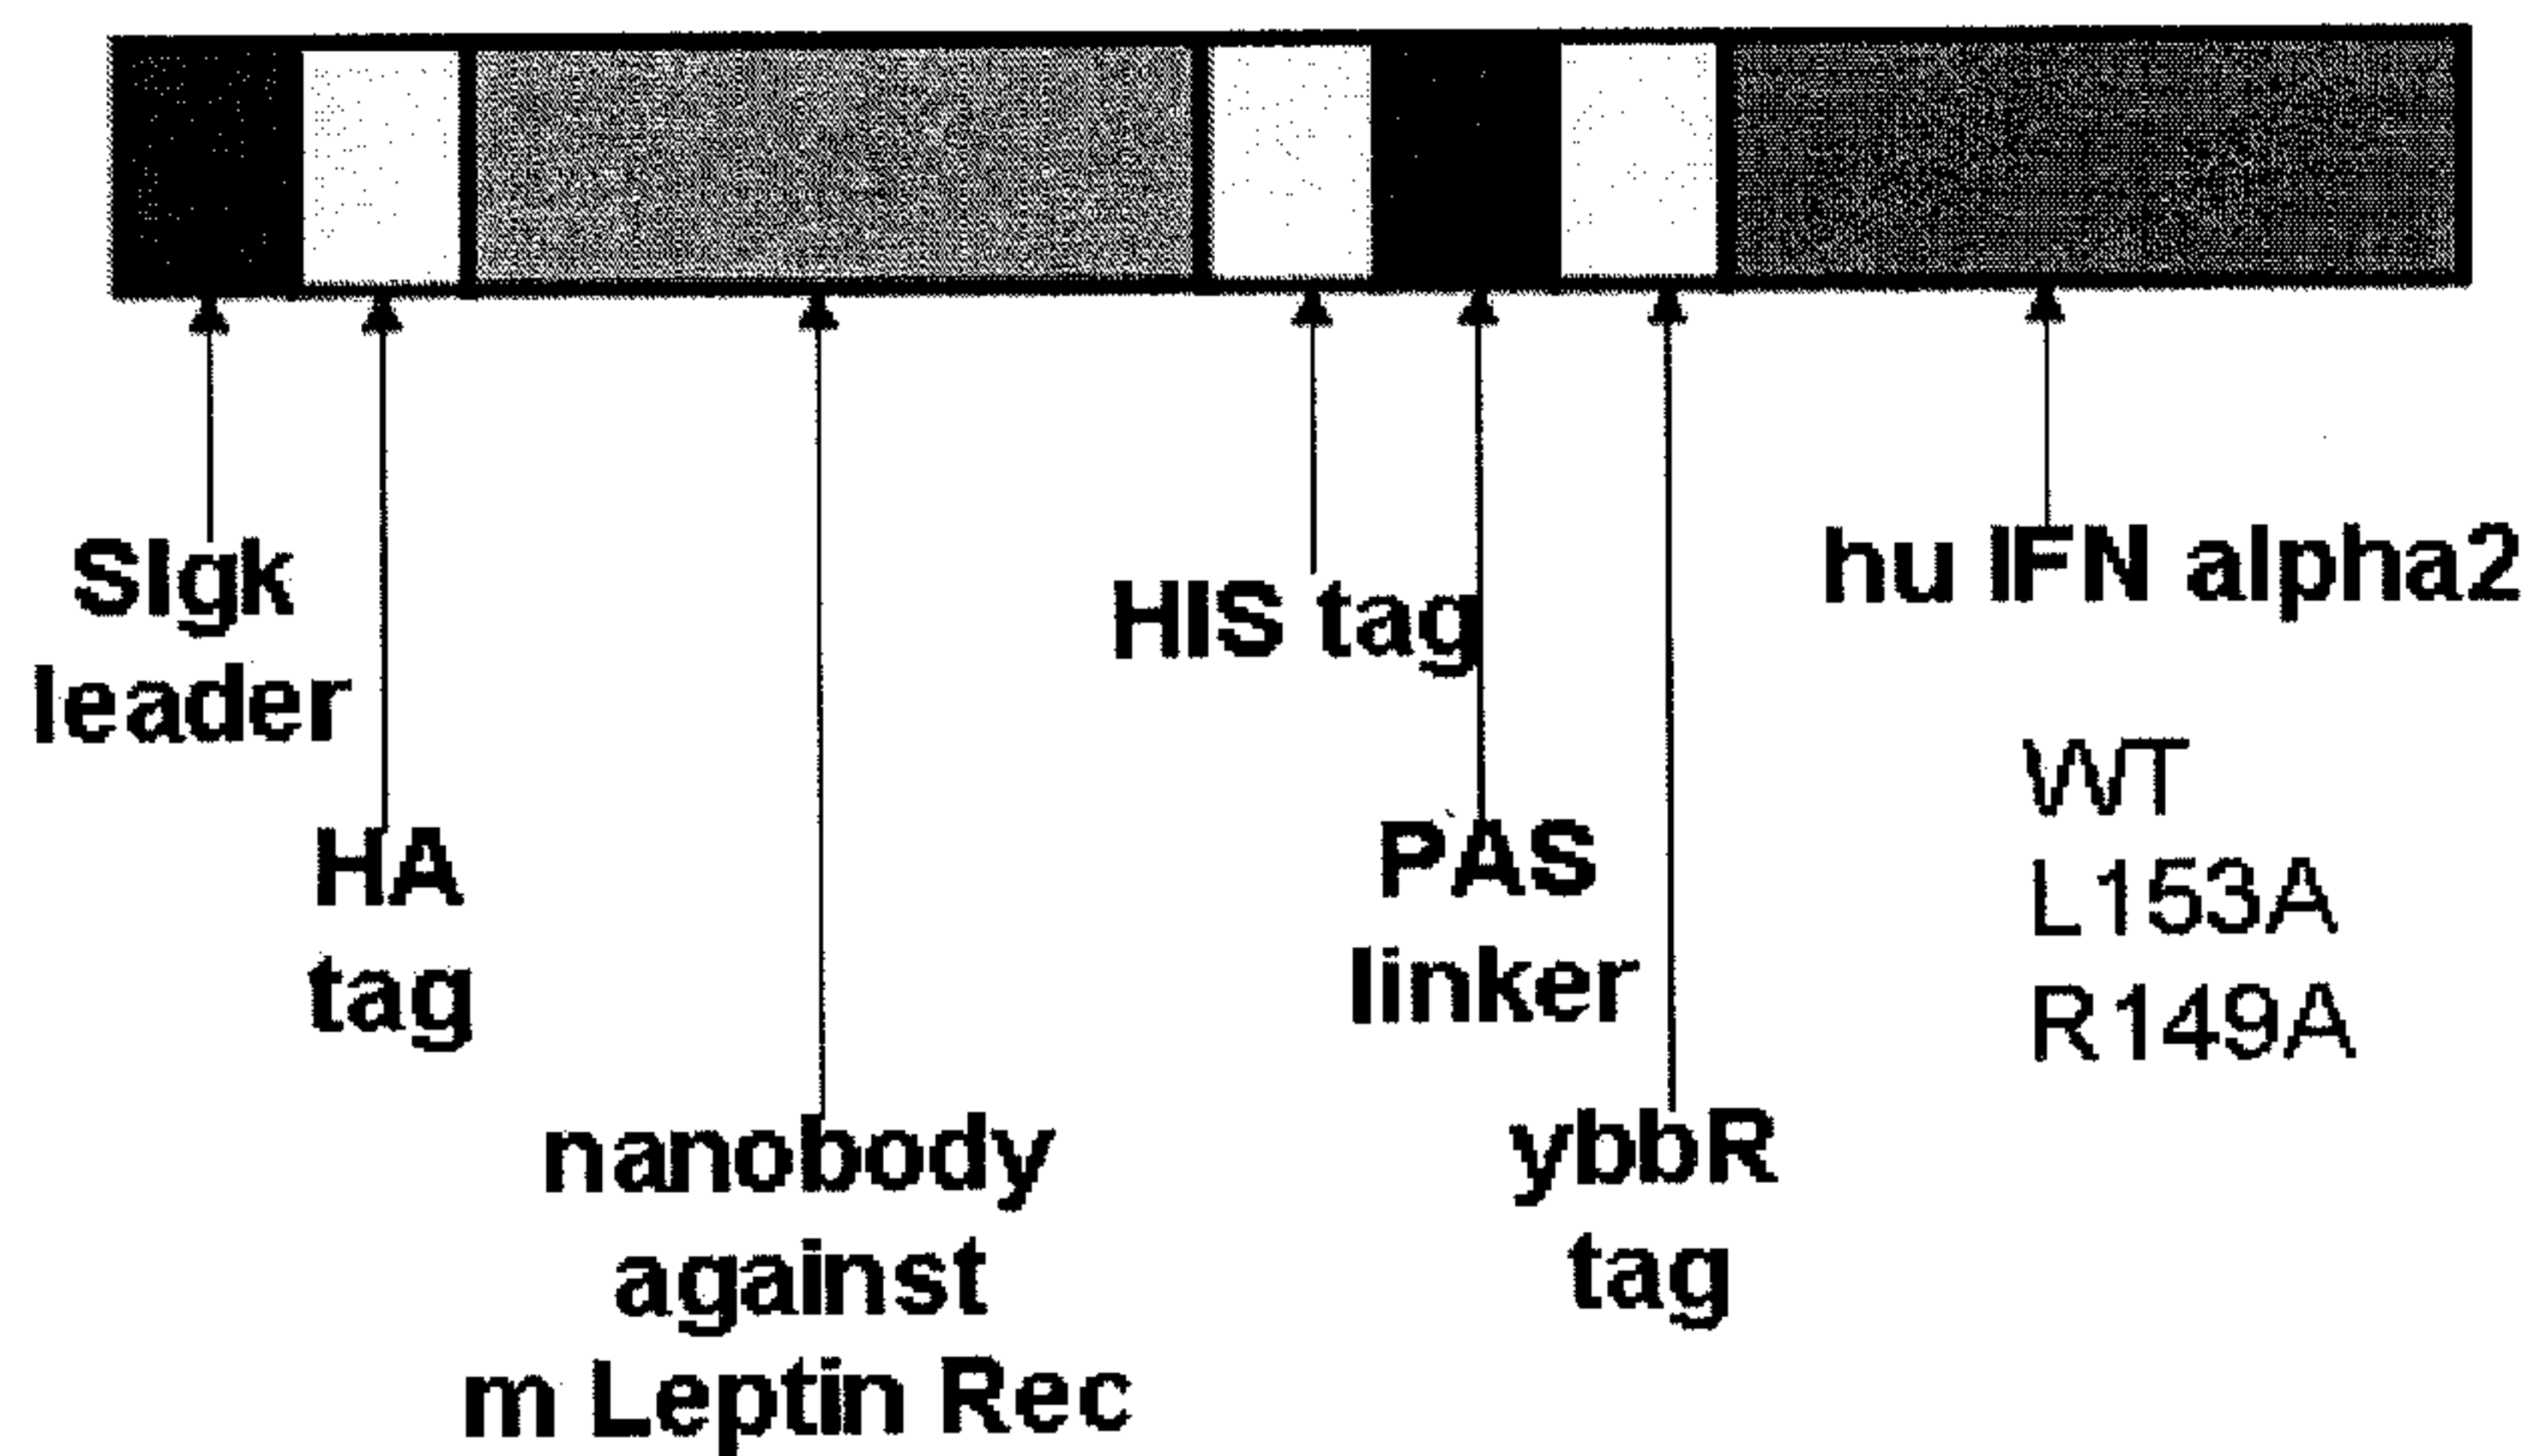 SIgk
leader
HA
tag
nanobody
against
m Leptin Rec
HIS tag
PAS
linker
ybbR
tag
hu IFN alpha2
WT
L153A
R149A